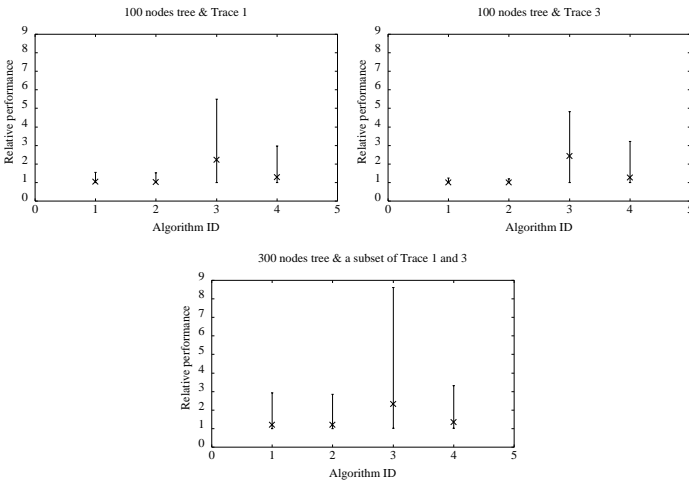 100 nodes tree & Trace 1
9
8
7
6
5
4
3
2
1
0
Relative performance
0 1 2 3 4 5
Algorithm ID
100 nodes tree & Trace 3
9
8
7
6
5
4
3
2
1
0
Relative performance
0 1 2 3 4 5
Algorithm ID
300 nodes tree & a subset of Trace 1 and 3
9
8
7
6
5
4
3
2
1
0
Relative performance
0 1 2 3 4 5
Algorithm ID